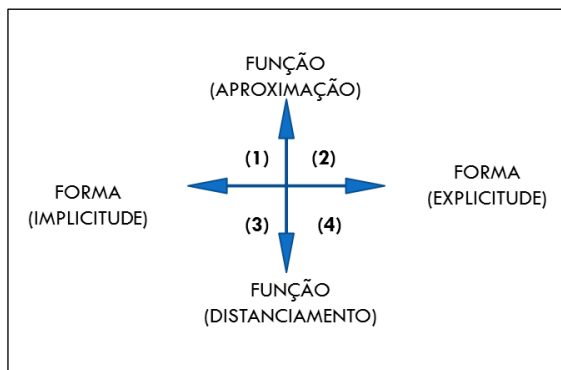 FUNÇÃO
(APROXIMAÇÃO)
(1)
(2)
FORMA
(IMPLICITUDE)
FORMA
(EXPLICITUDE)
(3)
(4)
FUNÇÃO
(DISTANCIAMENTO)